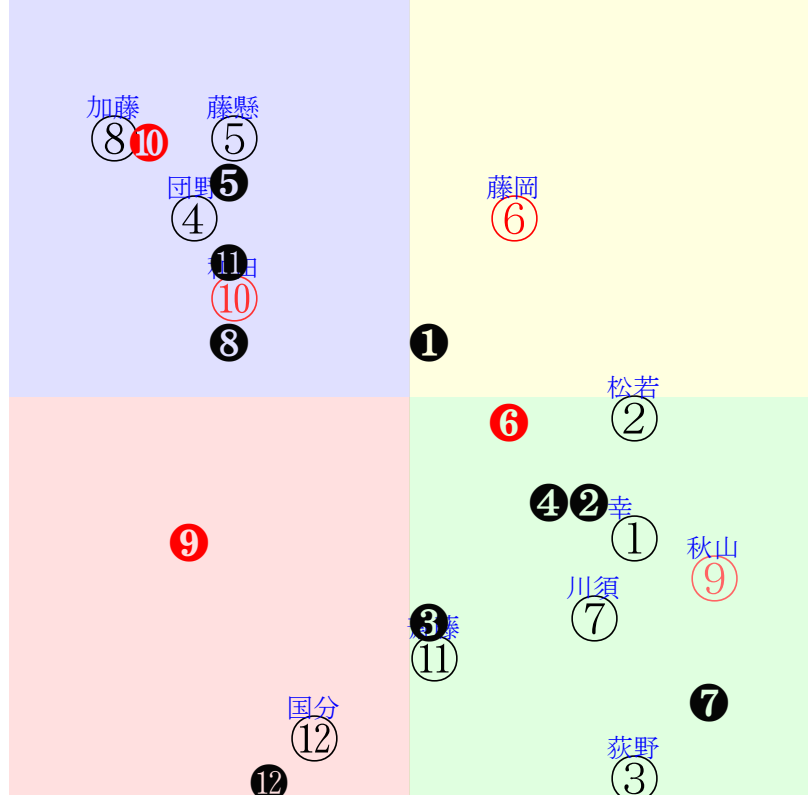 加藤 藤懸
⑧ ❿ ⑤
団野 ❺ 藤岡
④ ⑥
⓫
⑩
❽ ❶
松若
❻ ②
❹ ❷ 幸
❾ ① 秋山
川須 ⑨
❸ ⑦
⑪
国分 ❼
⑫ 荻野
⓬ ③